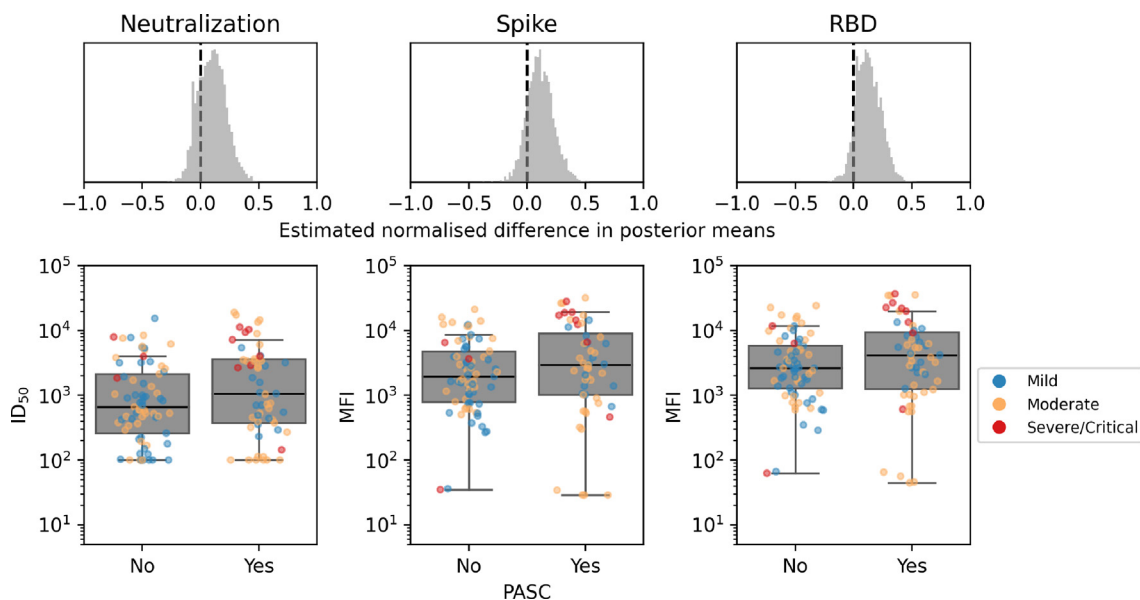 Neutralization Spike RBD
−1.0 −0.5 0.0 0.5 1.0 −1.0 −0.5 0.0 0.5 1.0 −1.0 −0.5 0.0 0.5 1.0
Estimated normalised difference in posterior means
ID₅₀
10⁵
10⁴
10³
10²
10¹
No Yes
MFI
10⁵
10⁴
10³
10²
10¹
No Yes
MFI
10⁵
10⁴
10³
10²
10¹
No Yes
PASC
Mild
Moderate
Severe/Critical